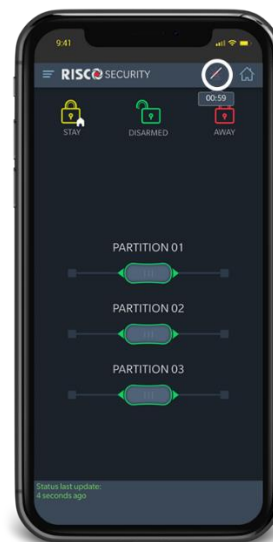 9:41
RISCO SECURITY
00:59
STAY
DISARMED
AWAY
PARTITION 01
PARTITION 02
PARTITION 03
Status last update:
4 seconds ago